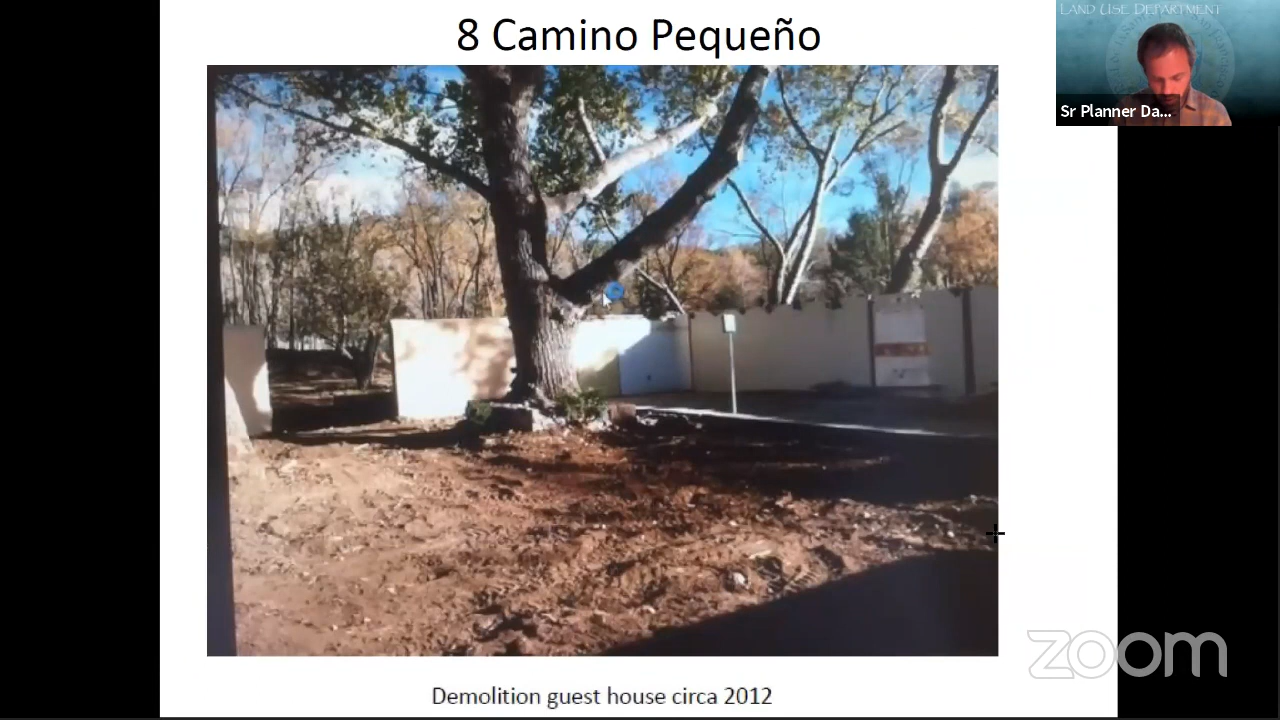 8 Camino Pequeño
LAND USE DEPARTMENT
Sr Planner Da...
zoom
Demolition guest house circa 2012